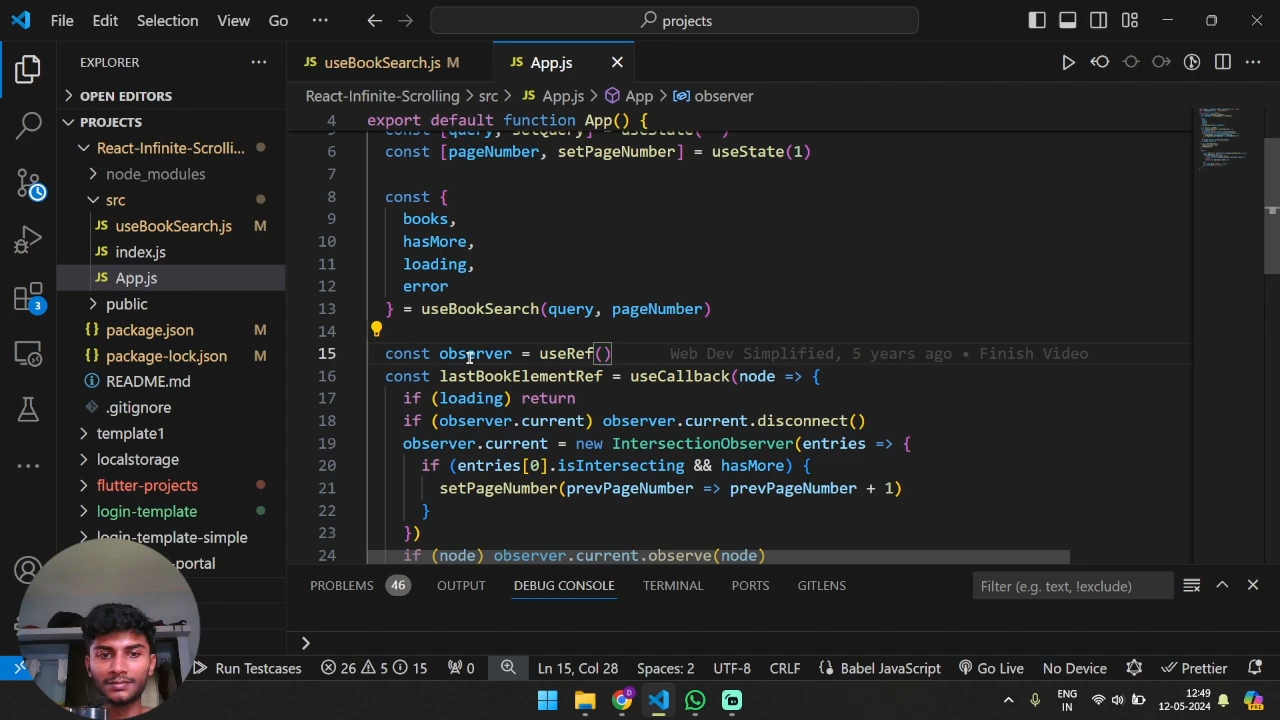 File Edit Selection View Go ··· projects
EXPLORER ···
OPEN EDITORS
PROJECTS
React-Infinite-Scrolli...
node_modules
src
JS useBookSearch.js M
JS index.js
JS App.js
public
{} package.json M
{} package-lock.json M
README.md
.gitignore
template1
localstorage
flutter-projects
login-template
login-template-simple
-portal
3
JS useBookSearch.js M JS App.js
React-Infinite-Scrolling > src > JS App.js > App > observer
4 export default function App() {
6 const [pageNumber, setPageNumber] = useState(1)
7
8 const {
9 books,
10 hasMore,
11 loading,
12 error
13 } = useBookSearch(query, pageNumber)
14
15 const observer = useRef() Web Dev Simplified, 5 years ago • Finish Video
16 const lastBookElementRef = useCallback(node => {
17 if (loading) return
18 if (observer.current) observer.current.disconnect()
19 observer.current = new IntersectionObserver(entries => {
20 if (entries[0].isIntersecting && hasMore) {
21 setPageNumber(prevPageNumber => prevPageNumber + 1)
22 }
23 })
24 if (node) observer.current.observe(node)
PROBLEMS 46 OUTPUT DEBUG CONSOLE TERMINAL PORTS GITLENS Filter (e.g. text, !exclude)
>
Run Testcases 26 5 15 0 Ln 15, Col 28 Spaces: 2 UTF-8 CRLF {} Babel JavaScript Go Live No Device Prettier
ENG
IN
12:49
12-05-2024